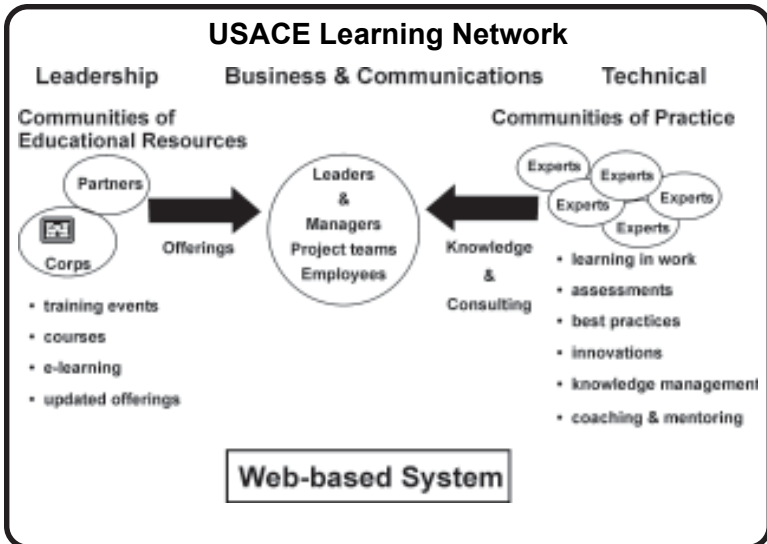 USACE Learning Network
Leadership
Business & Communications
Technical
Communities of
Educational Resources
Partners
Corps
Offerings
• training events
• courses
• e-learning
• updated offerings
Leaders
&
Managers
Project teams
Employees
Communities of Practice
Experts
Experts
Experts
Experts
Experts
Knowledge
&
Consulting
• learning in work
• assessments
• best practices
• innovations
• knowledge management
• coaching & mentoring
Web-based System